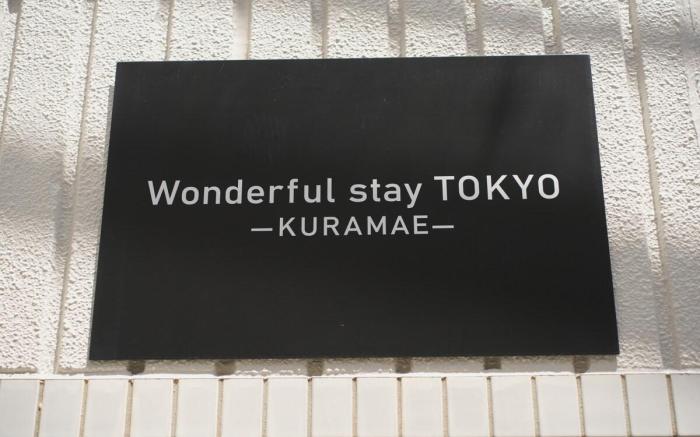 Wonderful stay TOKYO
—KURAMAE—